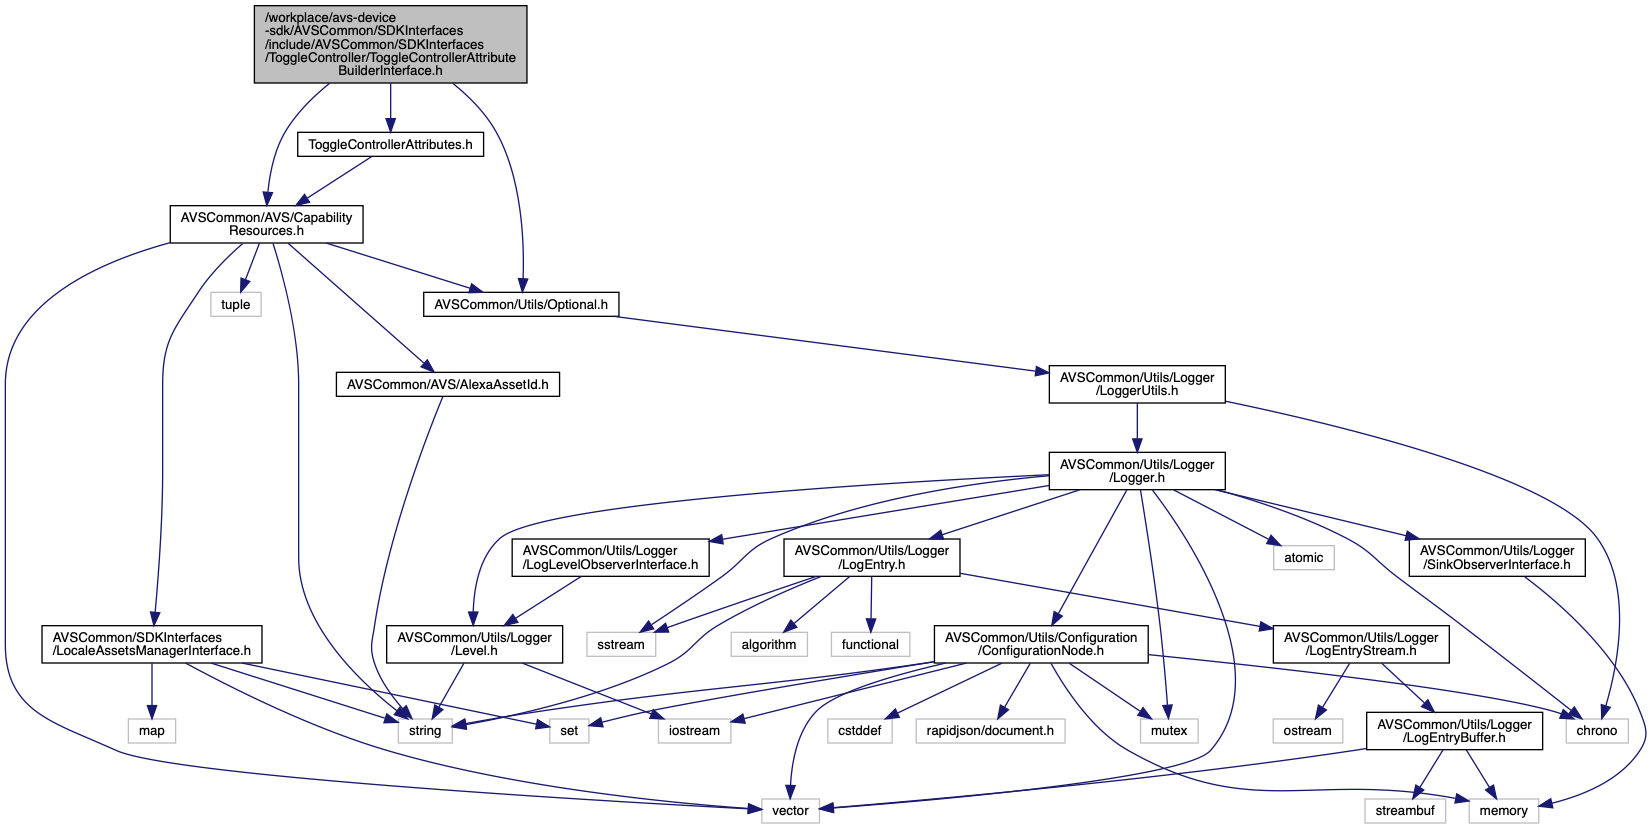 /workplace/avs-device
-sdk/AVSCommon/SDKInterfaces
/include/AVSCommon/SDKInterfaces
/ToggleController/ToggleControllerAttribute
BuilderInterface.h
ToggleControllerAttributes.h
AVSCommon/AVS/Capability
Resources.h
tuple
AVSCommon/Utils/Optional.h
AVSCommon/AVS/AlexaAssetId.h
AVSCommon/Utils/Logger
/LoggerUtils.h
AVSCommon/Utils/Logger
/Logger.h
AVSCommon/Utils/Logger
/LogLevelObserverInterface.h
AVSCommon/Utils/Logger
/LogEntry.h
atomic
AVSCommon/Utils/Logger
/SinkObserverInterface.h
AVSCommon/SDKInterfaces
/LocaleAssetsManagerInterface.h
AVSCommon/Utils/Logger
/Level.h
sstream
algorithm
functional
AVSCommon/Utils/Configuration
/ConfigurationNode.h
AVSCommon/Utils/Logger
/LogEntryStream.h
map
string
set
iostream
cstddef
rapidjson/document.h
mutex
ostream
AVSCommon/Utils/Logger
/LogEntryBuffer.h
chrono
vector
streambuf
memory